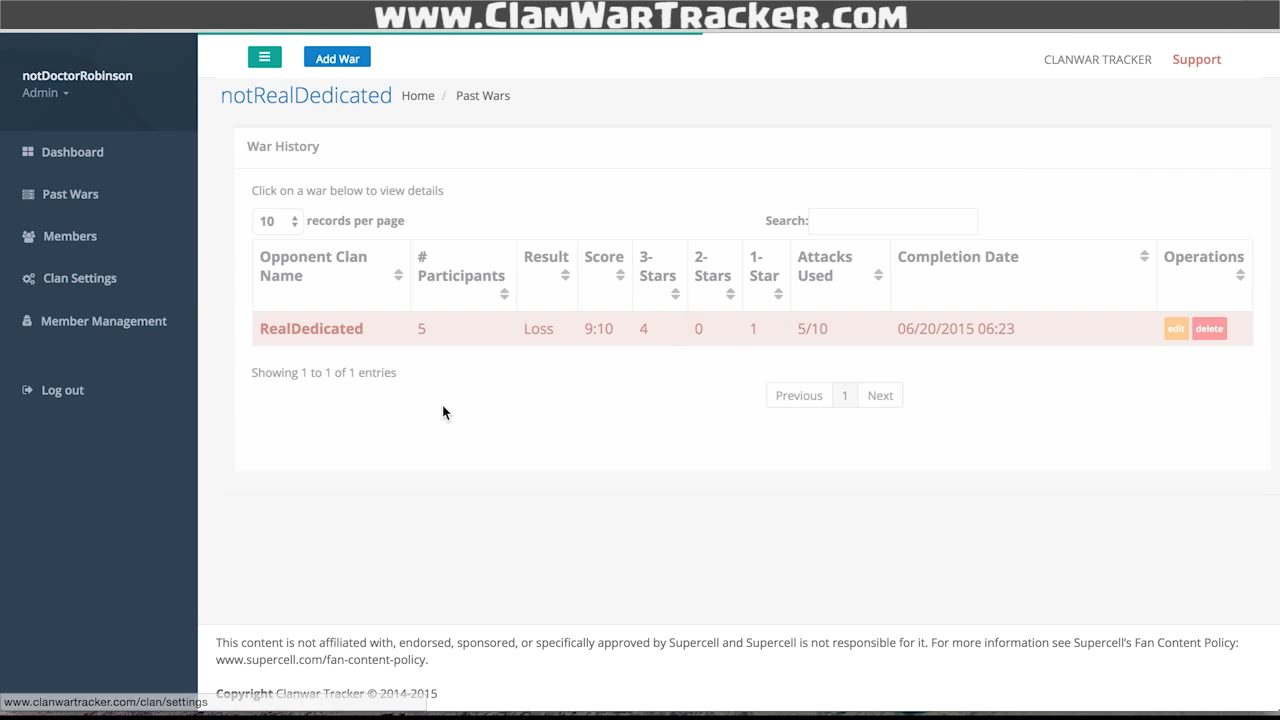 www.ClanWarTracker.com
notDoctorRobinson
Admin
Dashboard
Past Wars
Members
Clan Settings
Member Management
Log out
Add War
CLANWAR TRACKER Support
notRealDedicated Home / Past Wars
War History
Click on a war below to view details
10 records per page Search:
Opponent Clan Name # Participants Result Score 3-Stars 2-Stars 1-Star Attacks Used Completion Date Operations
RealDedicated 5 Loss 9:10 4 0 1 5/10 06/20/2015 06:23 edit delete
Showing 1 to 1 of 1 entries
Previous 1 Next
This content is not affiliated with, endorsed, sponsored, or specifically approved by Supercell and Supercell is not responsible for it. For more information see Supercell's Fan Content Policy:
www.supercell.com/fan-content-policy.
Copyright Clanwar Tracker © 2014-2015
www.clanwartracker.com/clan/settings